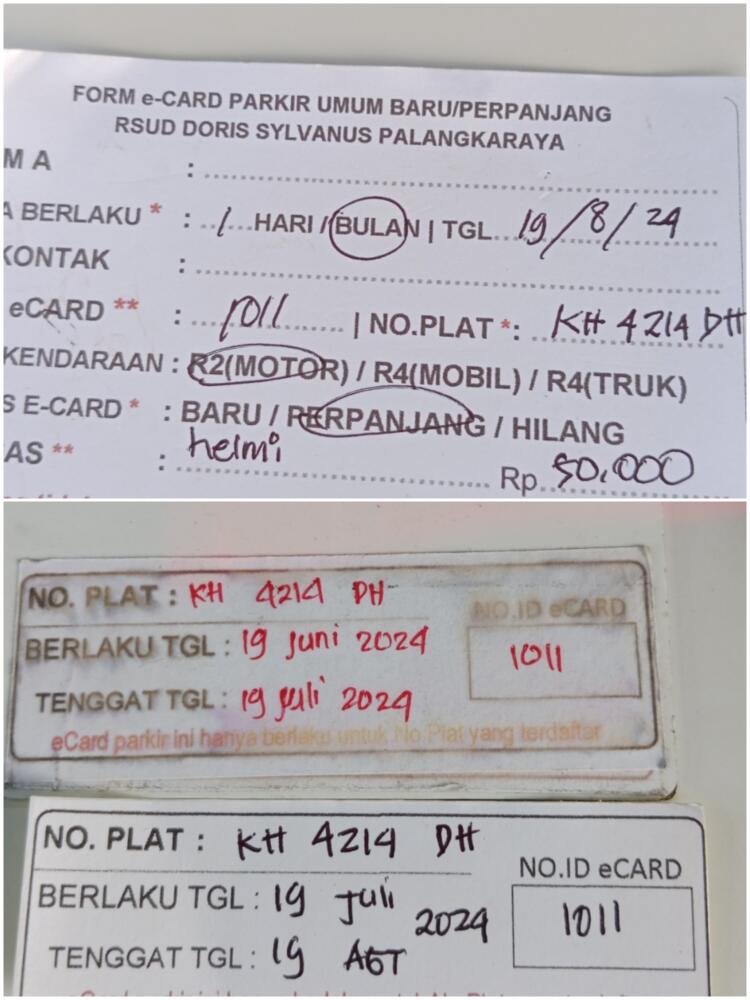 FORM e-CARD PARKIR UMUM BARU/PERPANJANG
RSUD DORIS SYLVANUS PALANGKARAYA
M A : 
A BERLAKU * : 1 HARI / BULAN | TGL 19/8/24
KONTAK :
eCARD ** : 1011 | NO.PLAT *: KH 4214 DH
KENDARAAN : R2(MOTOR) / R4(MOBIL) / R4(TRUK)
S E-CARD * : BARU / PERPANJANG / HILANG
AS ** : helmi Rp 50.000
NO. PLAT : KH 4214 DH
NO.ID eCARD
BERLAKU TGL : 19 Juni 2024
1011
TENGGAT TGL : 19 Juli 2024
eCard parkir ini hanya berlaku untuk No.Plat yang terdaftar
NO. PLAT : KH 4214 DH
NO.ID eCARD
BERLAKU TGL : 19 Juli 2024
1011
TENGGAT TGL : 19 AGT